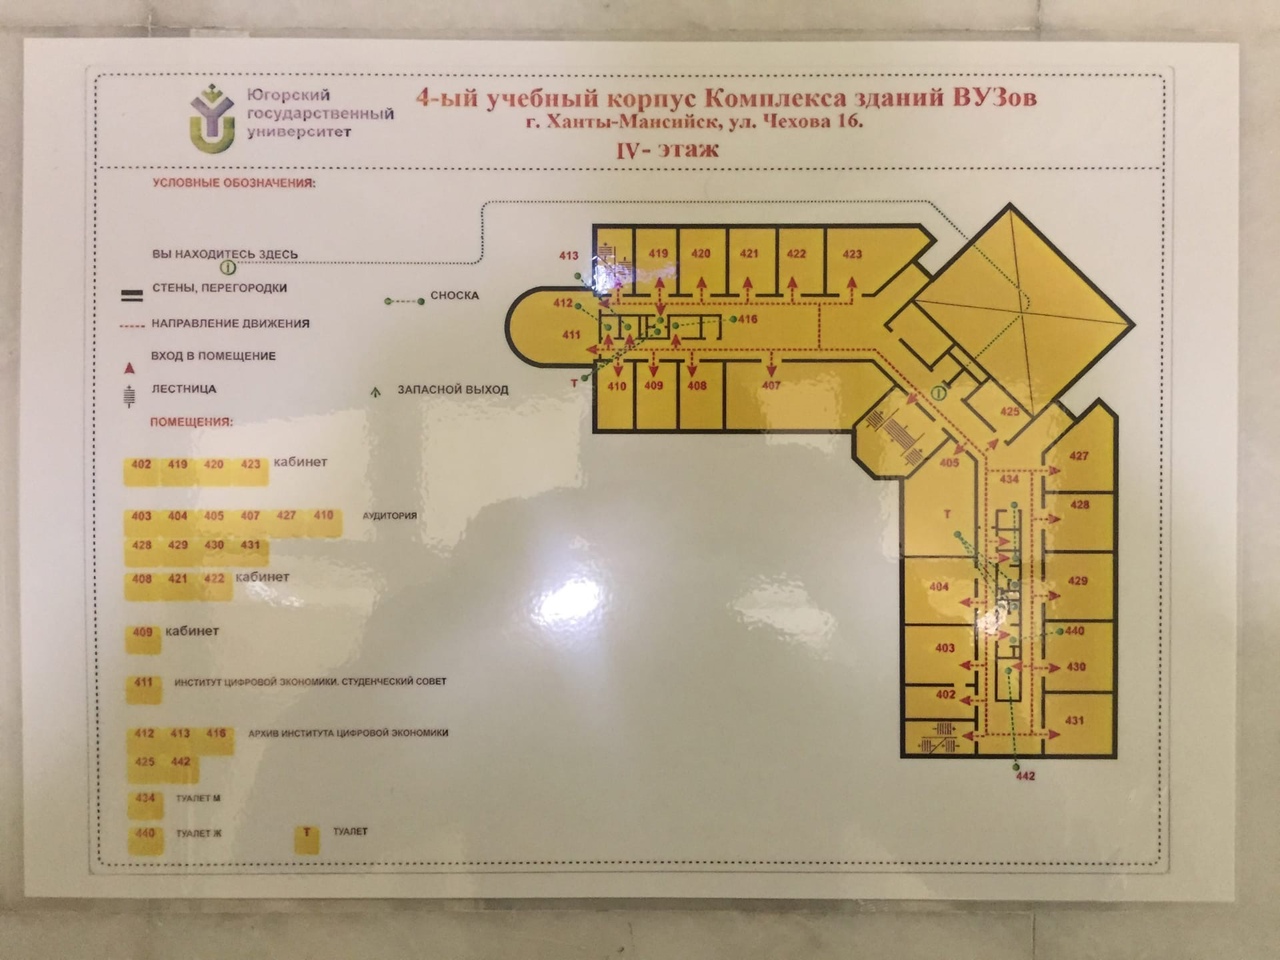 Югорский
государственный
университет
4-ый учебный корпус Комплекса зданий ВУЗов
г. Ханты-Мансийск, ул. Чехова 16.
IV- этаж
УСЛОВНЫЕ ОБОЗНАЧЕНИЯ:
ВЫ НАХОДИТЕСЬ ЗДЕСЬ
СТЕНЫ, ПЕРЕГОРОДКИ
СНОСКА
НАПРАВЛЕНИЕ ДВИЖЕНИЯ
ВХОД В ПОМЕЩЕНИЕ
ЛЕСТНИЦА
ЗАПАСНОЙ ВЫХОД
ПОМЕЩЕНИЯ:
402 419 420 423 кабинет
403 404 405 407 427 410 АУДИТОРИЯ
428 429 430 431
408 421 422 кабинет
409 кабинет
411 ИНСТИТУТ ЦИФРОВОЙ ЭКОНОМИКИ. СТУДЕНЧЕСКИЙ СОВЕТ
412 413 416 АРХИВ ИНСТИТУТА ЦИФРОВОЙ ЭКОНОМИКИ
425 442
434 ТУАЛЕТ М
440 ТУАЛЕТ Ж
Т ТУАЛЕТ
413 419 420 421 422 423
412
416
411
Т
410 409 408 407
425
405
427
434
428
Т
404
429
440
403
430
402
431
442